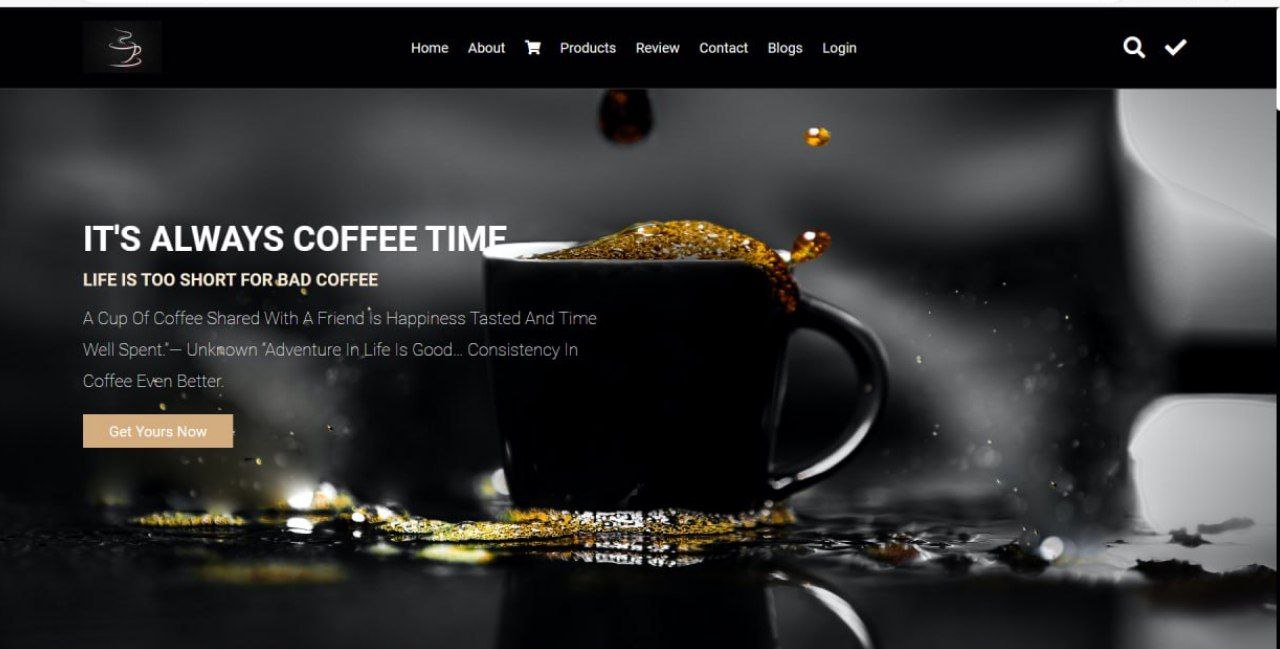 Home About Products Review Contact Blogs Login
IT'S ALWAYS COFFEE TIME
LIFE IS TOO SHORT FOR BAD COFFEE
A Cup Of Coffee Shared With A Friend Is Happiness Tasted And Time
Well Spent."— Unknown "Adventure In Life Is Good... Consistency In
Coffee Even Better.
Get Yours Now